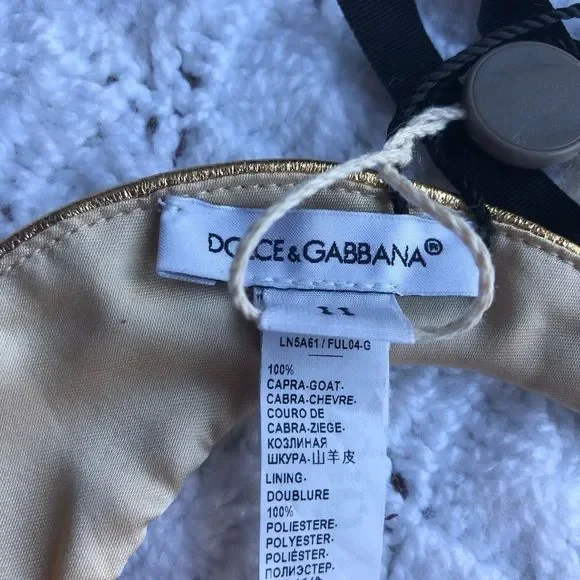 DOLCE & GABBANA®
11
LN5A61 / FUL04-G
100%
CAPRA-GOAT-
CABRA-CHEVRE-
COURO DE
CABRA-ZIEGE-
КОЗЛИНАЯ
ШКУРА-山羊皮
LINING-
DOUBLURE
100%
POLIESTERE-
POLYESTER-
POLIÉSTER-
ПОЛИЭСТЕР-